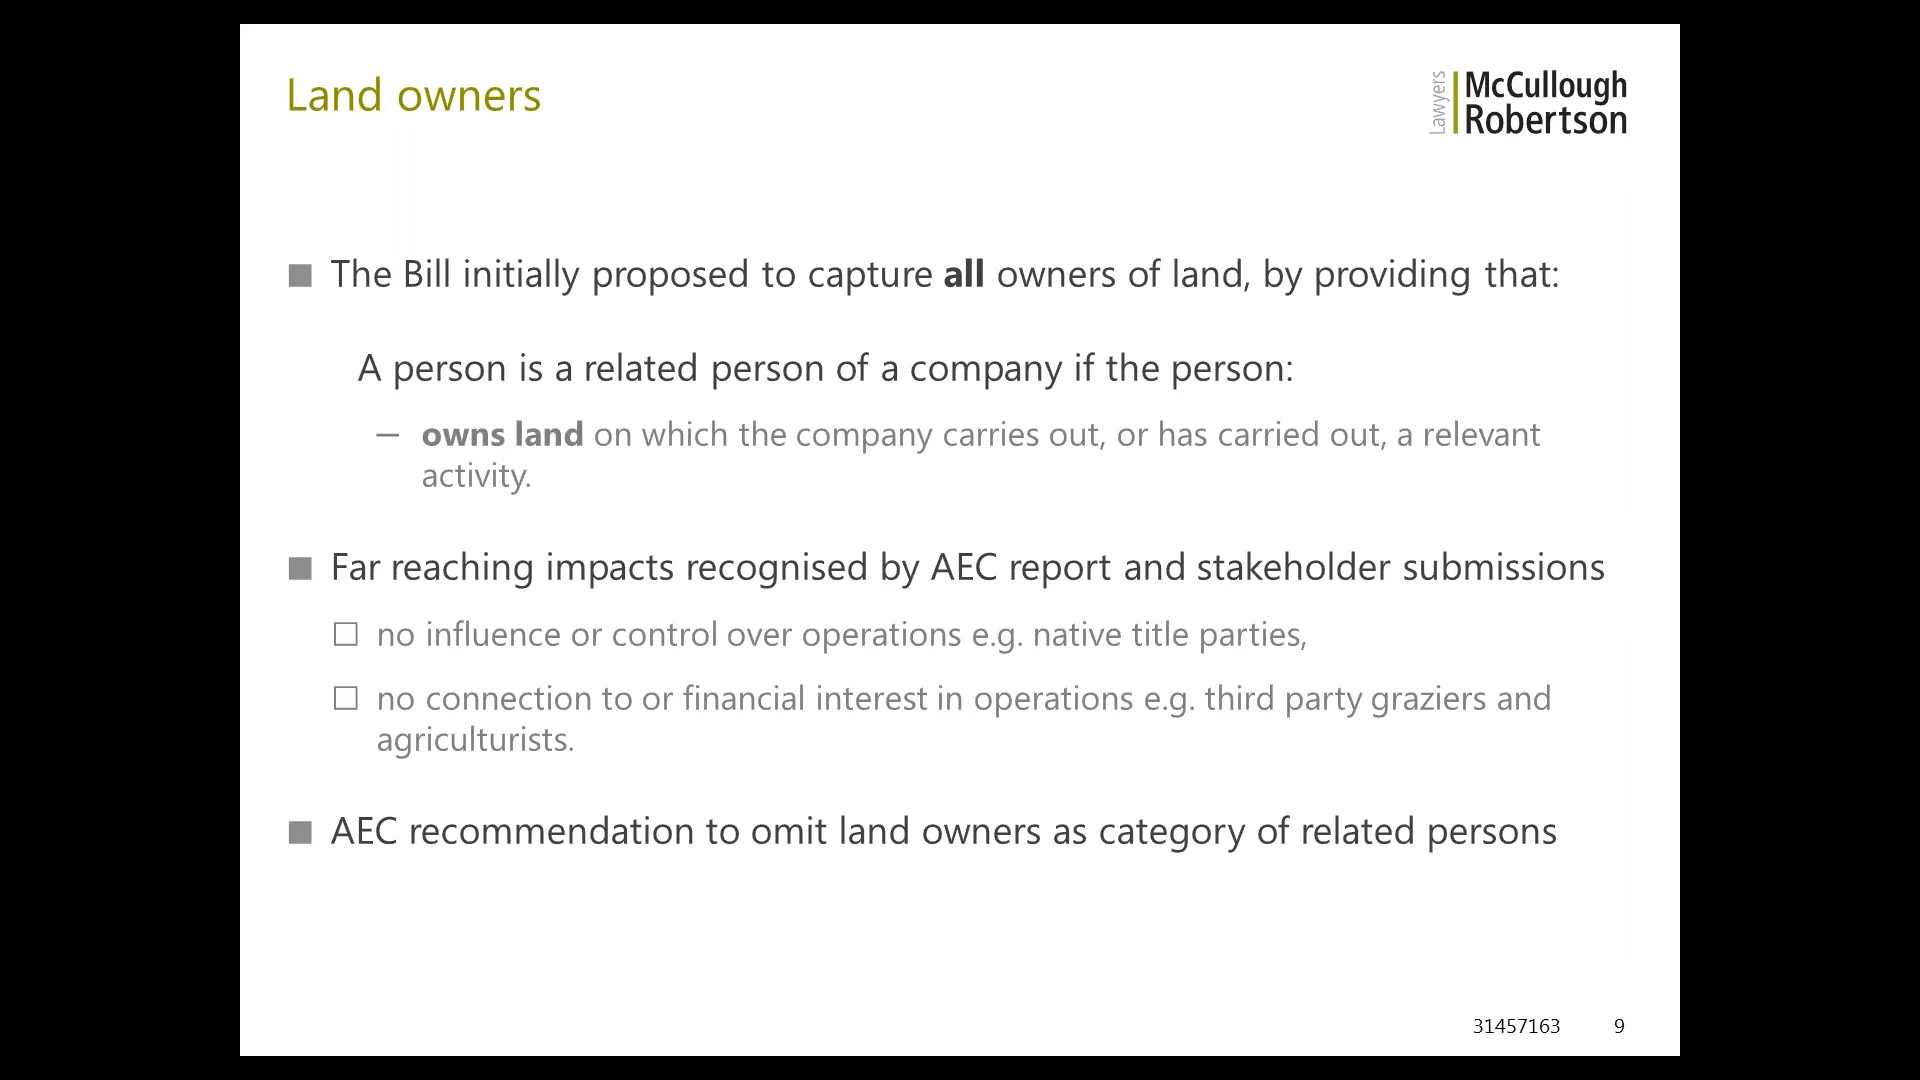 Land owners
Lawyers
McCullough
Robertson
The Bill initially proposed to capture all owners of land, by providing that:
A person is a related person of a company if the person:
– owns land on which the company carries out, or has carried out, a relevant
activity.
Far reaching impacts recognised by AEC report and stakeholder submissions
no influence or control over operations e.g. native title parties,
no connection to or financial interest in operations e.g. third party graziers and
agriculturists.
AEC recommendation to omit land owners as category of related persons
31457163 9